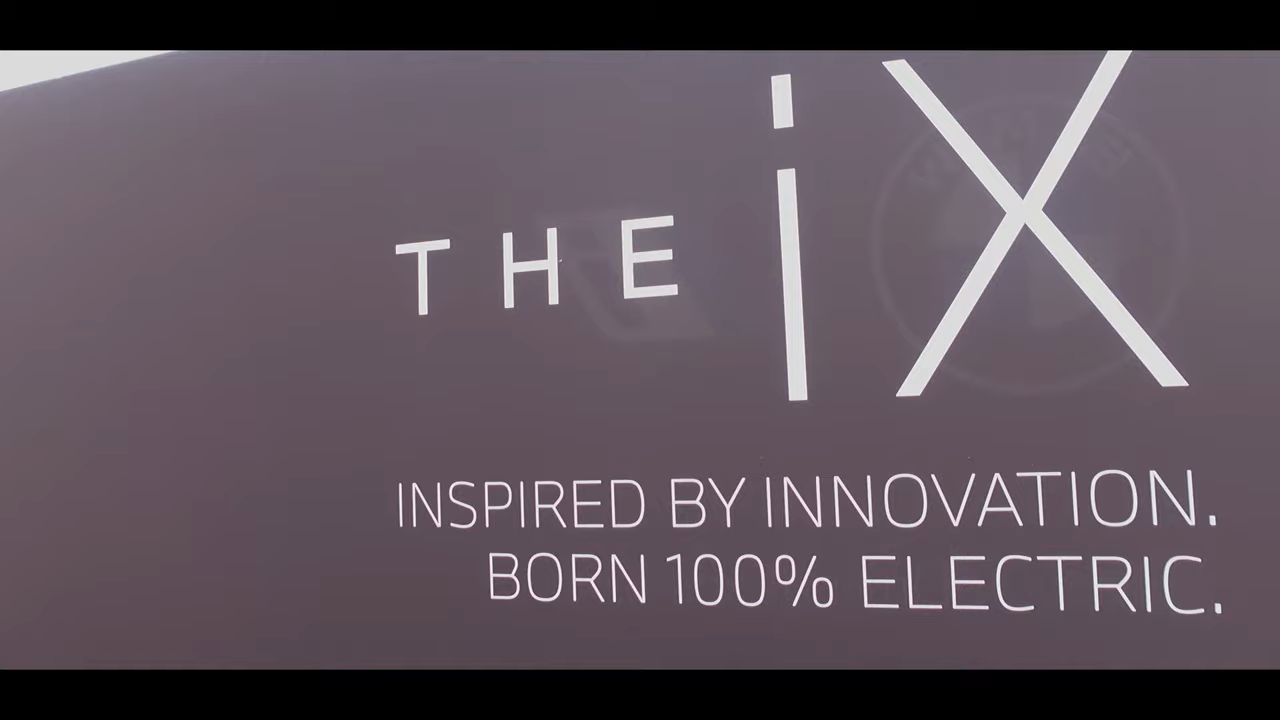 THE iX
INSPIRED BY INNOVATION.
BORN 100% ELECTRIC.